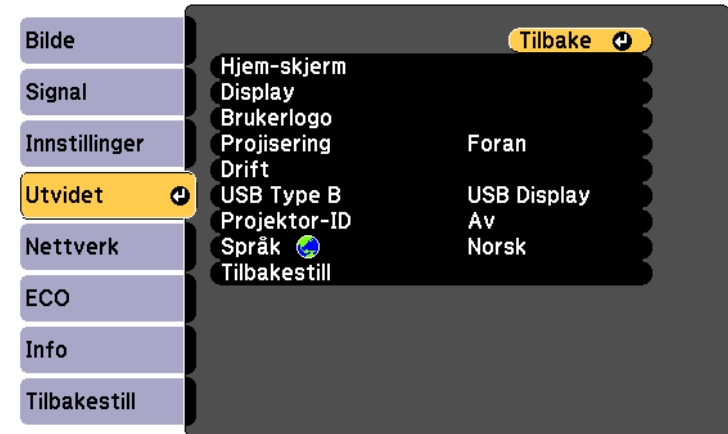 Bilde
Signal
Innstillinger
Utvidet
Nettverk
ECO
Info
Tilbakestill
Tilbake
Hjem-skjerm
Display
Brukerlogo
Projisering Foran
Drift
USB Type B USB Display
Projektor-ID Av
Språk Norsk
Tilbakestill